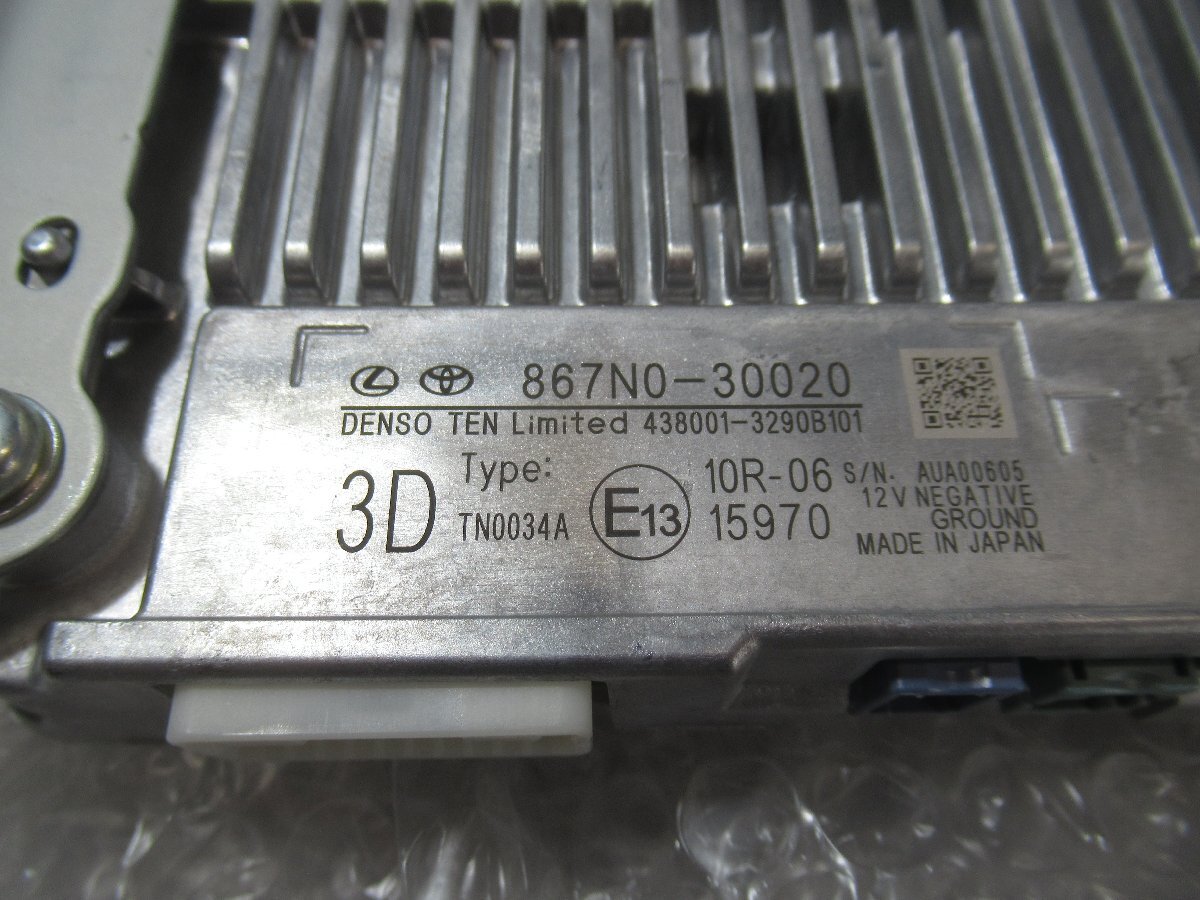 867N0-30020
DENSO TEN Limited 438001-3290B101
3D
Type:
TN0034A
E13
10R-06
15970
S/N. AUA00605
12V NEGATIVE
GROUND
MADE IN JAPAN